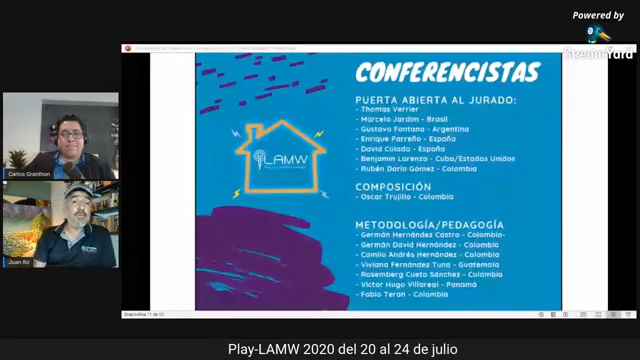 Powered by
StreamYard
CONFERENCISTAS
PUERTA ABIERTA AL JURADO:
- Thomas Verrier
- Marcelo Jardim - Brasil
- Gustavo Fontana - Argentina
- Enrique Parreño - España
- David Colado - España
- Benjamin Lorenzo - Cuba/Estados Unidos
- Rubén Darío Gómez - Colombia
LAMW
COMPOSICIÓN
- Oscar Trujillo - Colombia
METODOLOGÍA/PEDAGOGÍA
- Germán Hernández Castro - Colombia-
- Germán David Hernández - Colombia
- Camilo Andrés Hernández - Colombia
- Viviana Fernández Tuna - Guatemala
- Rosemberg Cueto Sánchez - Colombia
- Victor Hugo Villareal - Panamá
- Fabio Teran - Colombia
Carlos Granthon
Juan Itto
Play-LAMW 2020 del 20 al 24 de julio